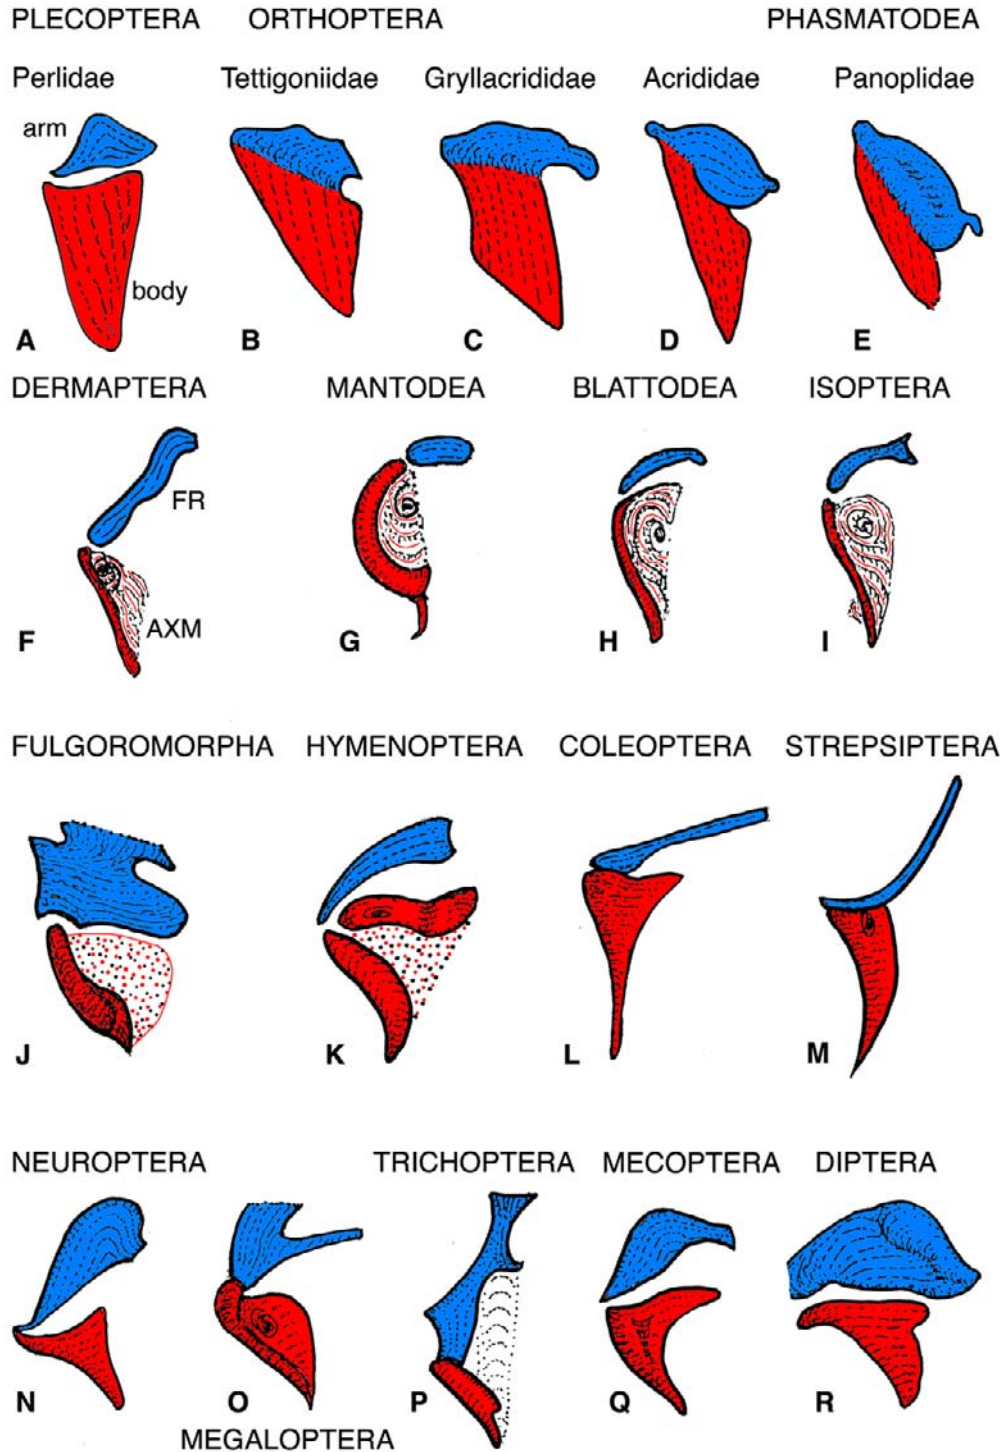 PLECOPTERA ORTHOPTERA PHASMATODEA
Perlidae Tettigoniidae Gryllacrididae Acrididae Panoplidae
arm
body
A B C D E
DERMAPTERA MANTODEA BLATTODEA ISOPTERA
FR
AXM
F G H I
FULGOROMORPHA HYMENOPTERA COLEOPTERA STREPSIPTERA
J K L M
NEUROPTERA TRICHOPTERA MECOPTERA DIPTERA
N O P Q R
MEGALOPTERA